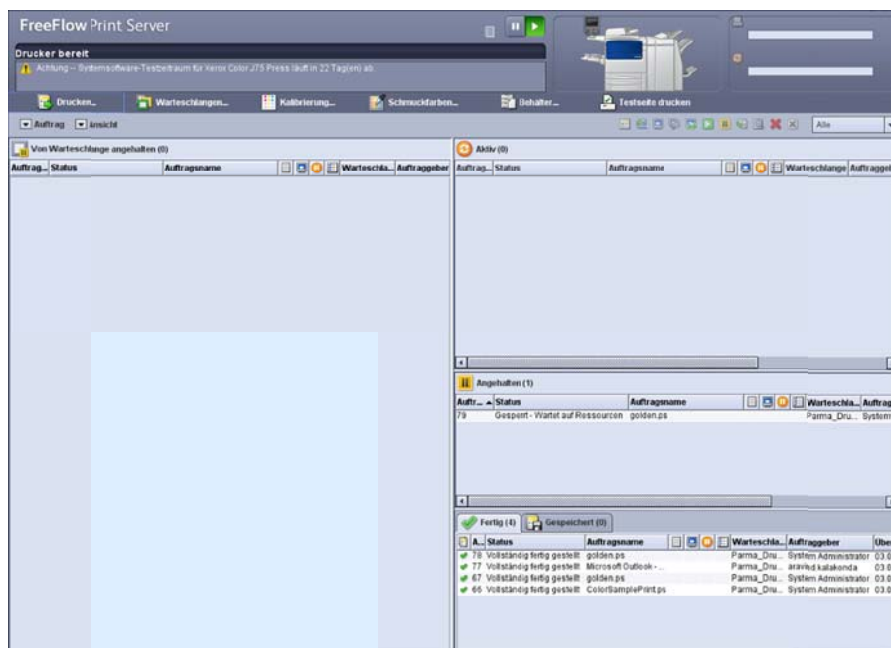 FreeFlow Print Server
Drucker bereit
Achtung -- Systemsoftware-Testzeitraum für Xerox Color J75 Press läuft in 22 Tag(en) ab.
Drucken... Warteschlangen... Kalibrierung... Schmuckfarben... Behälter... Testseite drucken
Auftrag Ansicht Alle
Von Warteschlange angehalten (0)
Auftrag... Status Auftragsname Warteschla... Auftraggeber
Aktiv (0)
Auftrag... Status Auftragsname Warteschlange Auftraggeb
Angehalten (1)
Auftr... Status Auftragsname Warteschla... Auftrag
79 Gesperrt - Wartet auf Ressourcen golden.ps Parma_Dru... System
Fertig (4) Gespeichert (0)
A... Status Auftragsname Warteschla... Auftraggeber Übe
78 Vollständig fertig gestellt golden.ps Parma_Dru... System Administrator 03.0
77 Vollständig fertig gestellt Microsoft Outlook - ... Parma_Dru... aravind kalakonda 03.0
67 Vollständig fertig gestellt golden.ps Parma_Dru... System Administrator 03.0
66 Vollständig fertig gestellt ColorSamplePrint.ps Parma_Dru... System Administrator 03.0